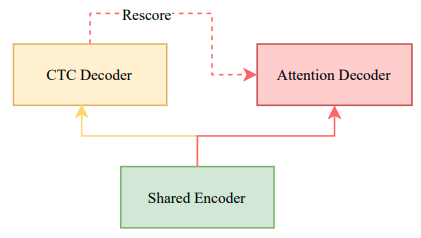 Rescore
CTC Decoder
Attention Decoder
Shared Encoder